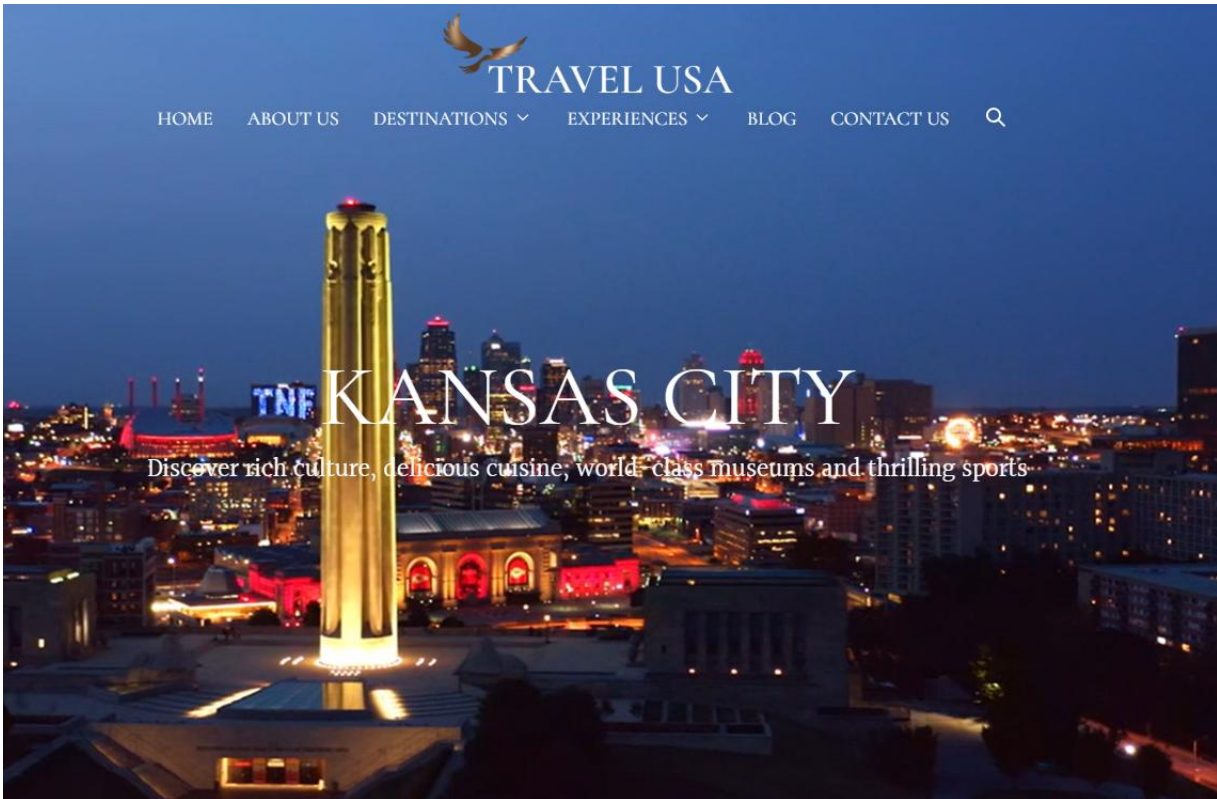 TRAVEL USA
HOME ABOUT US DESTINATIONS EXPERIENCES BLOG CONTACT US
TNF
KANSAS CITY
Discover rich culture, delicious cuisine, world-class museums and thrilling sports